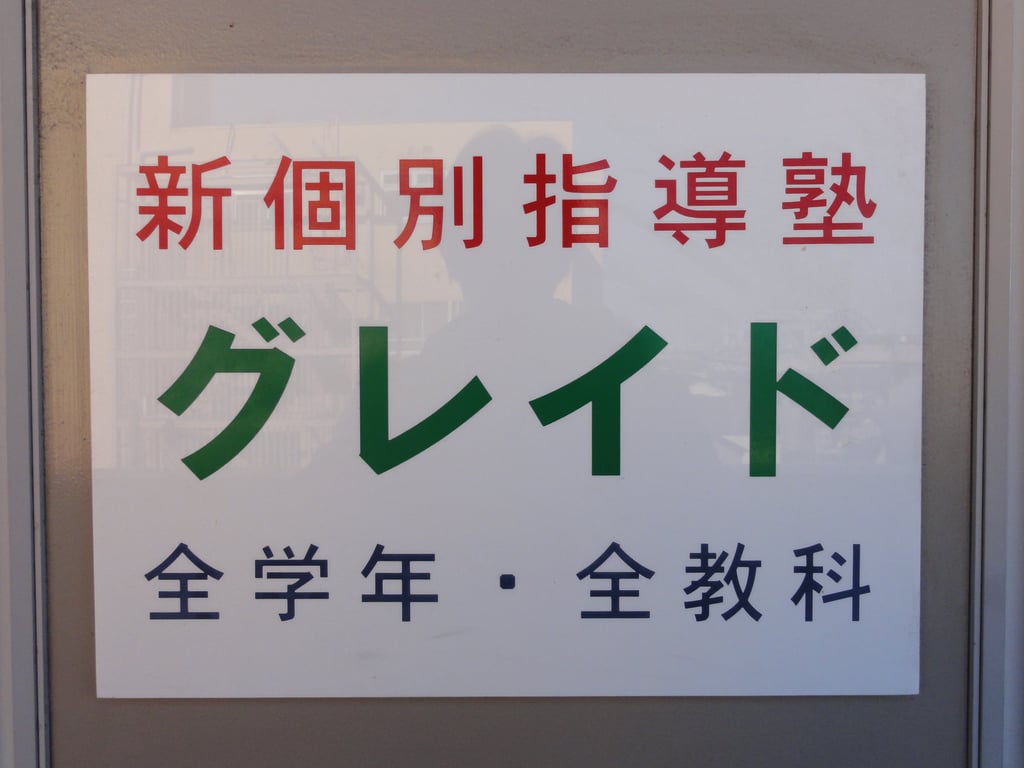 新個別指導塾
グレイド
全学年・全教科